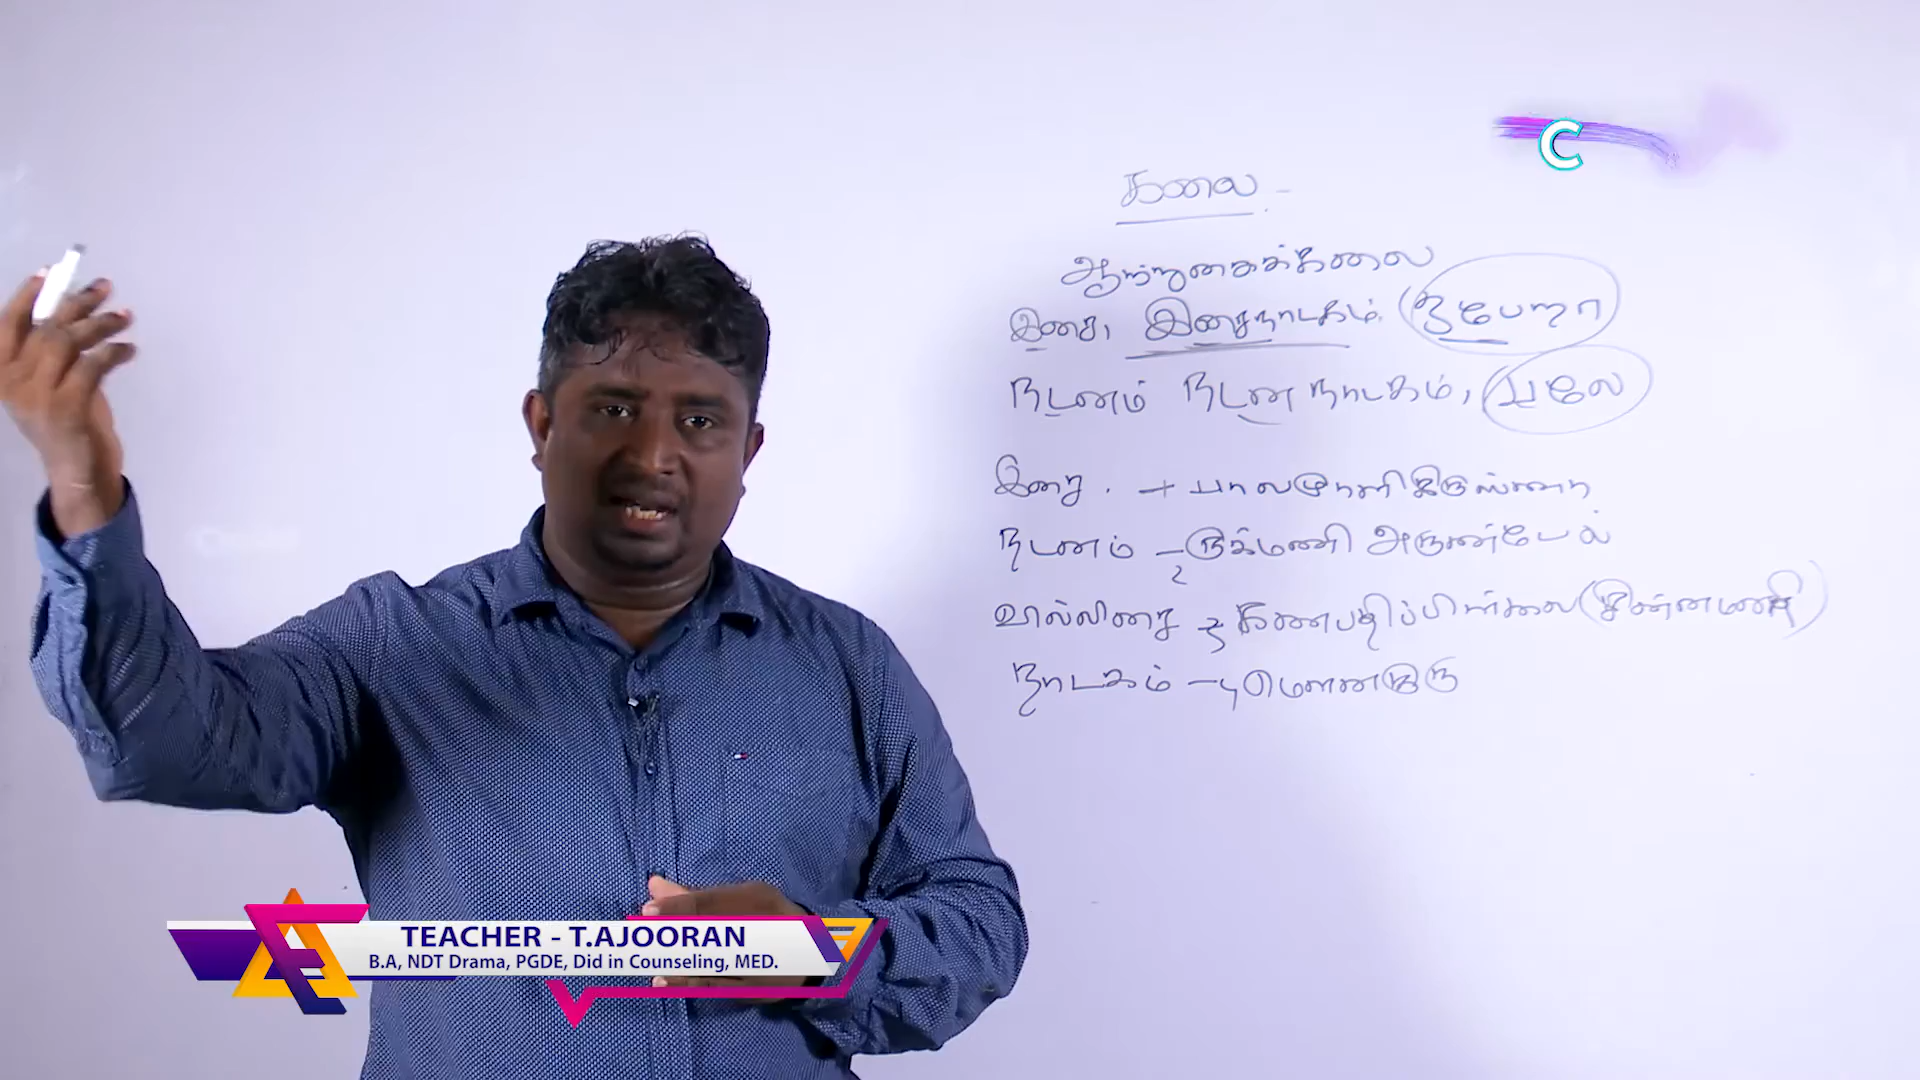 C
கலை -
ஆற்றுகைக்கலை
இசை, இசைநாடகம். (ஒபேறா)
நடனம் நடன நாடகம், (பலே)
இசை. → பாலமுரளிகிருஸ்ணா
நடனம் → ருக்மணி அருண்டேல்
வில்லிசை → கணபதிப்பிள்ளை (சின்னமணி)
நாடகம் → மௌனகுரு
TEACHER - T.AJOORAN
B.A, NDT Drama, PGDE, Did in Counseling, MED.